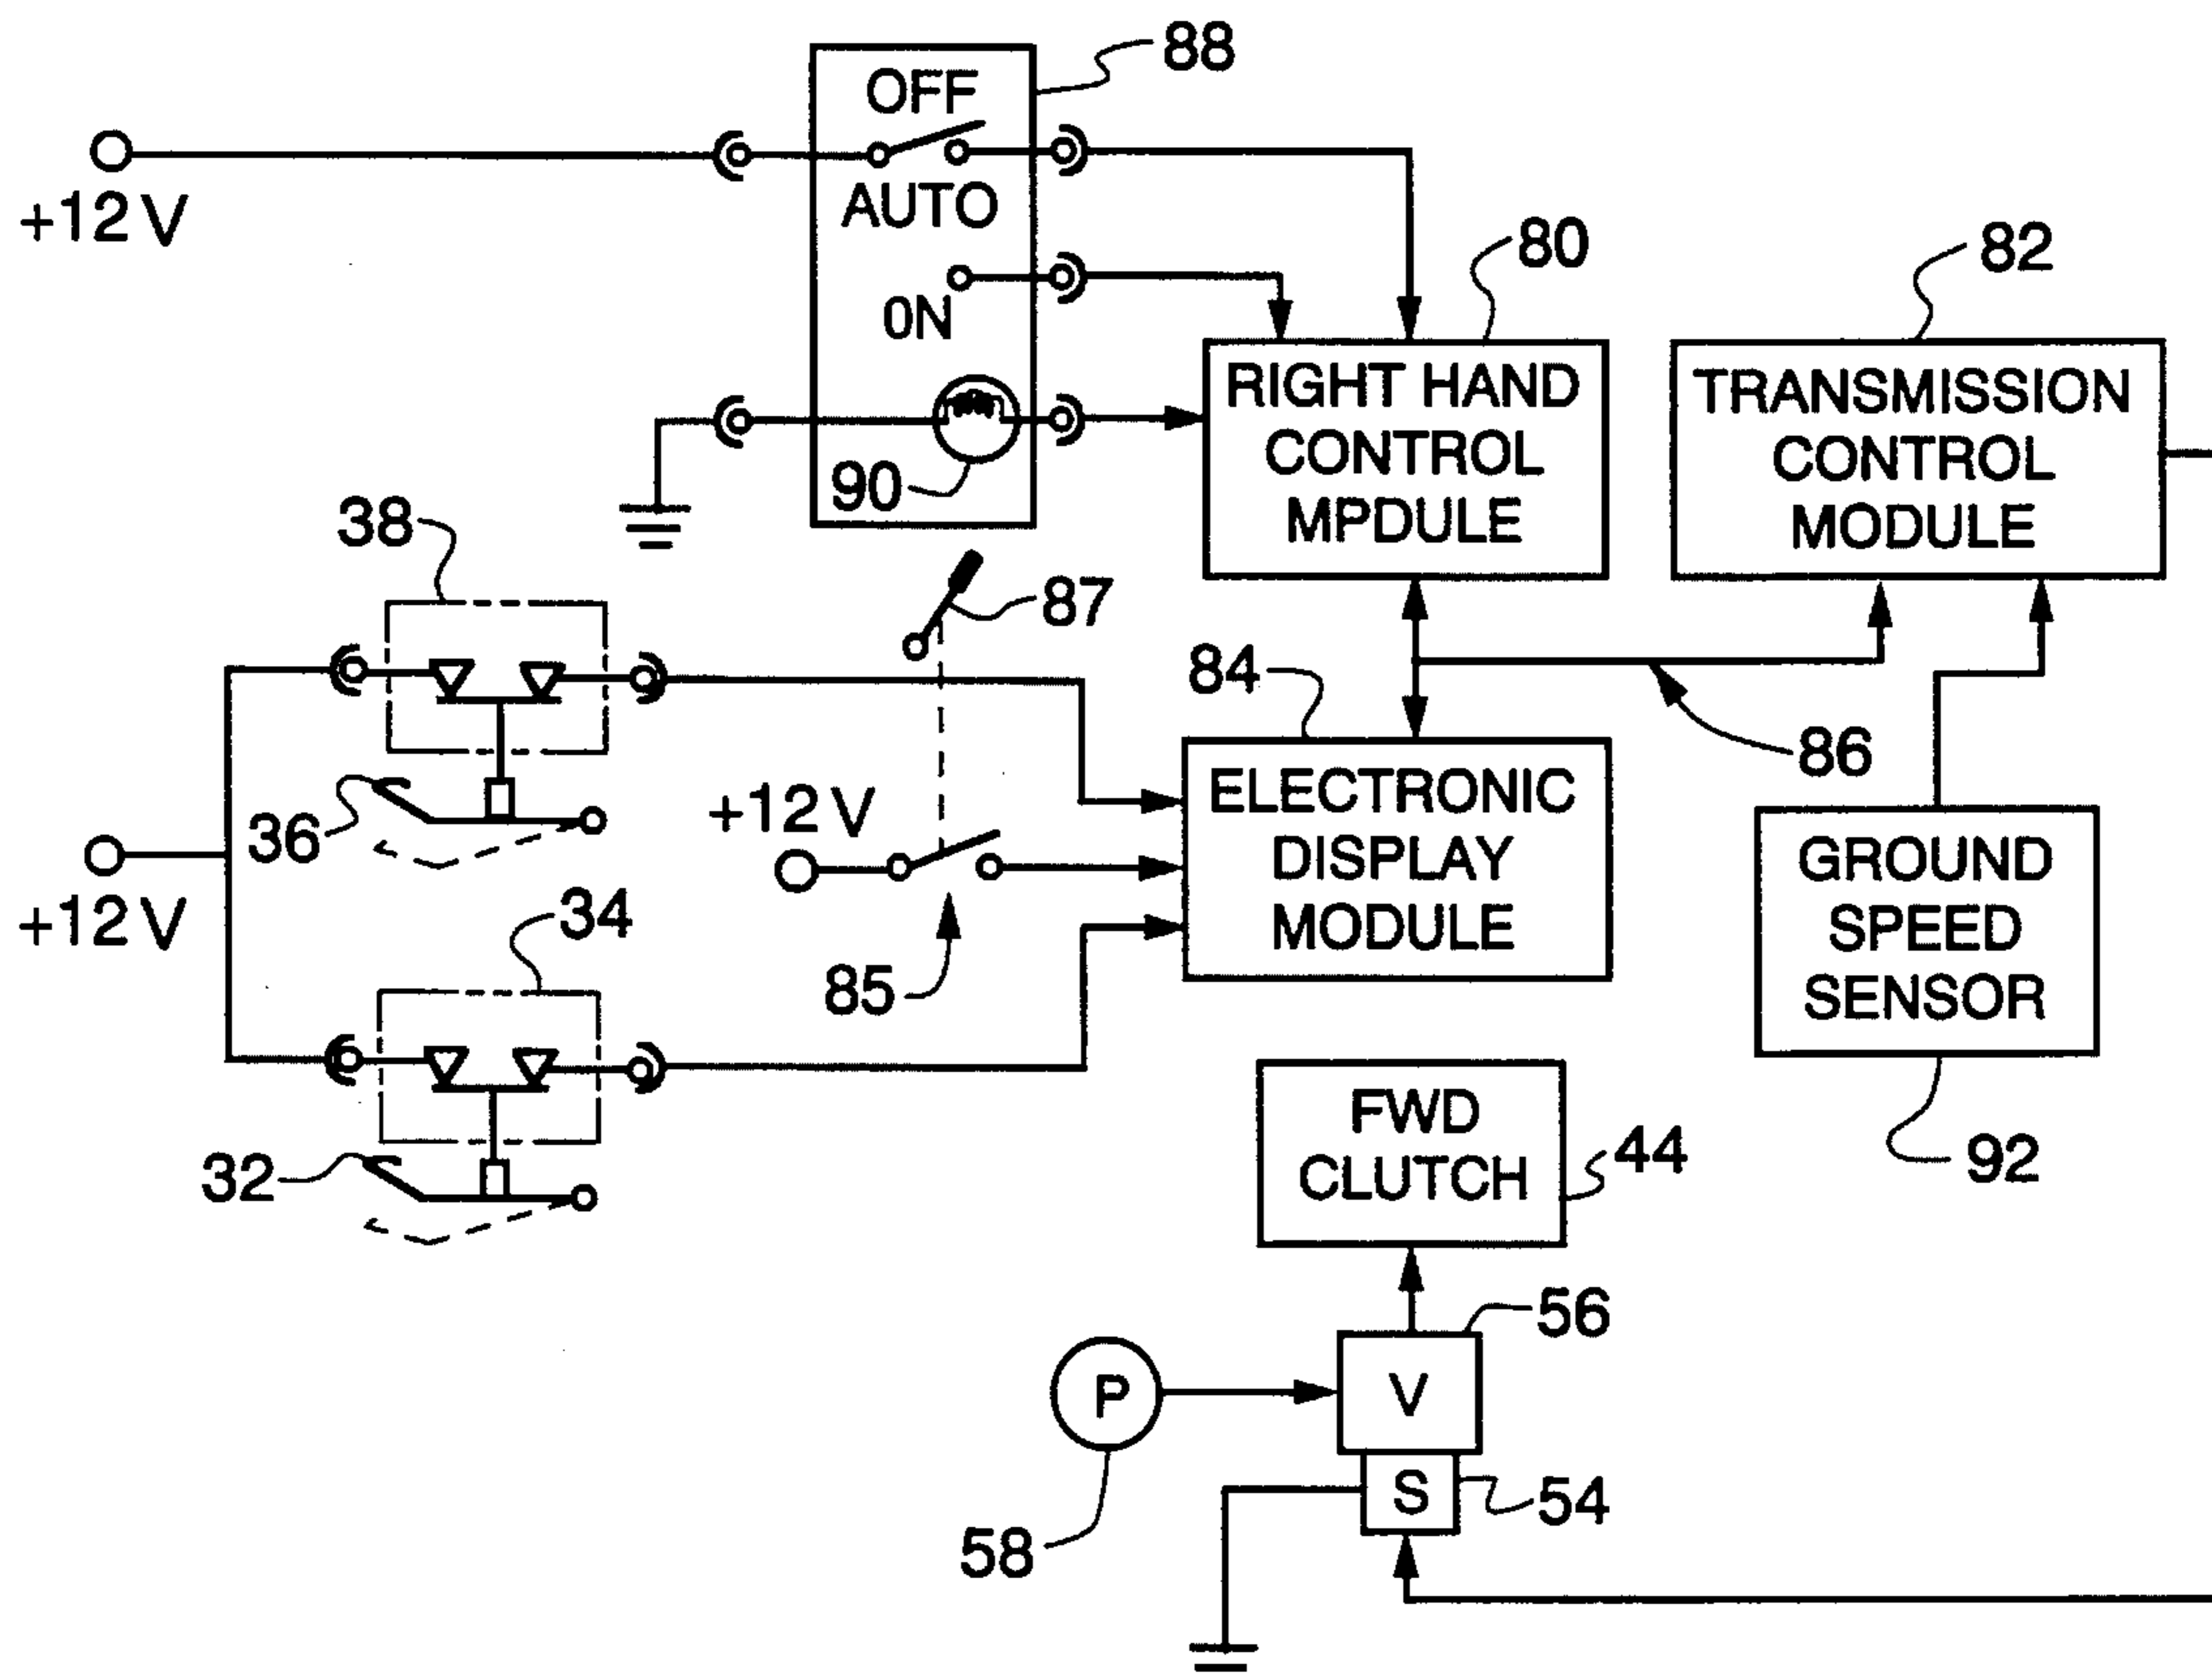 88
OFF
+12 V
AUTO
ON
80
82
RIGHT HAND
CONTROL
MPDULE
TRANSMISSION
CONTROL
MODULE
90
38
87
84
86
36
+12 V
ELECTRONIC
DISPLAY
MODULE
+12 V
GROUND
SPEED
SENSOR
34
85
32
FWD
CLUTCH
44
92
56
P
V
S
54
58